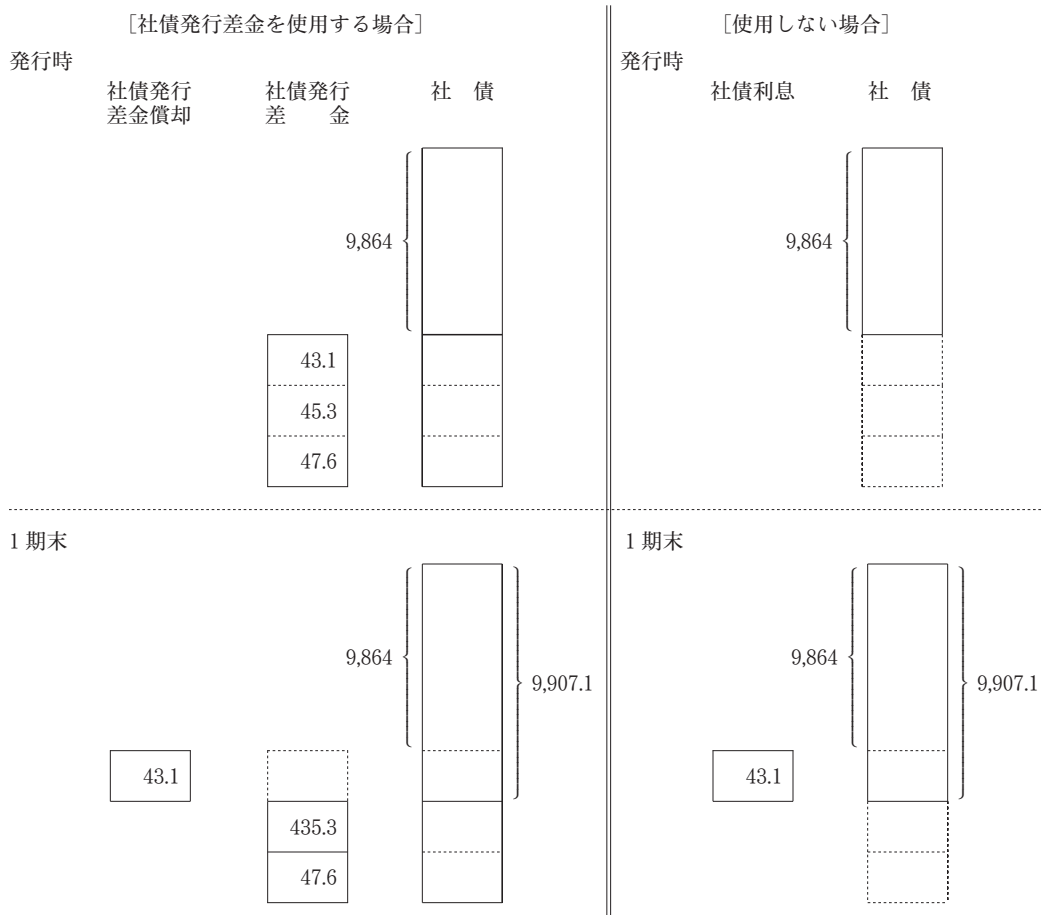 ［社債発行差金を使用する場合］
発行時
社債発行差金償却
社債発行差　金
社　債
9,864
43.1
45.3
47.6
［使用しない場合］
発行時
社債利息
社　債
9,864
1 期末
9,864
9,907.1
43.1
435.3
47.6
1 期末
9,864
9,907.1
43.1